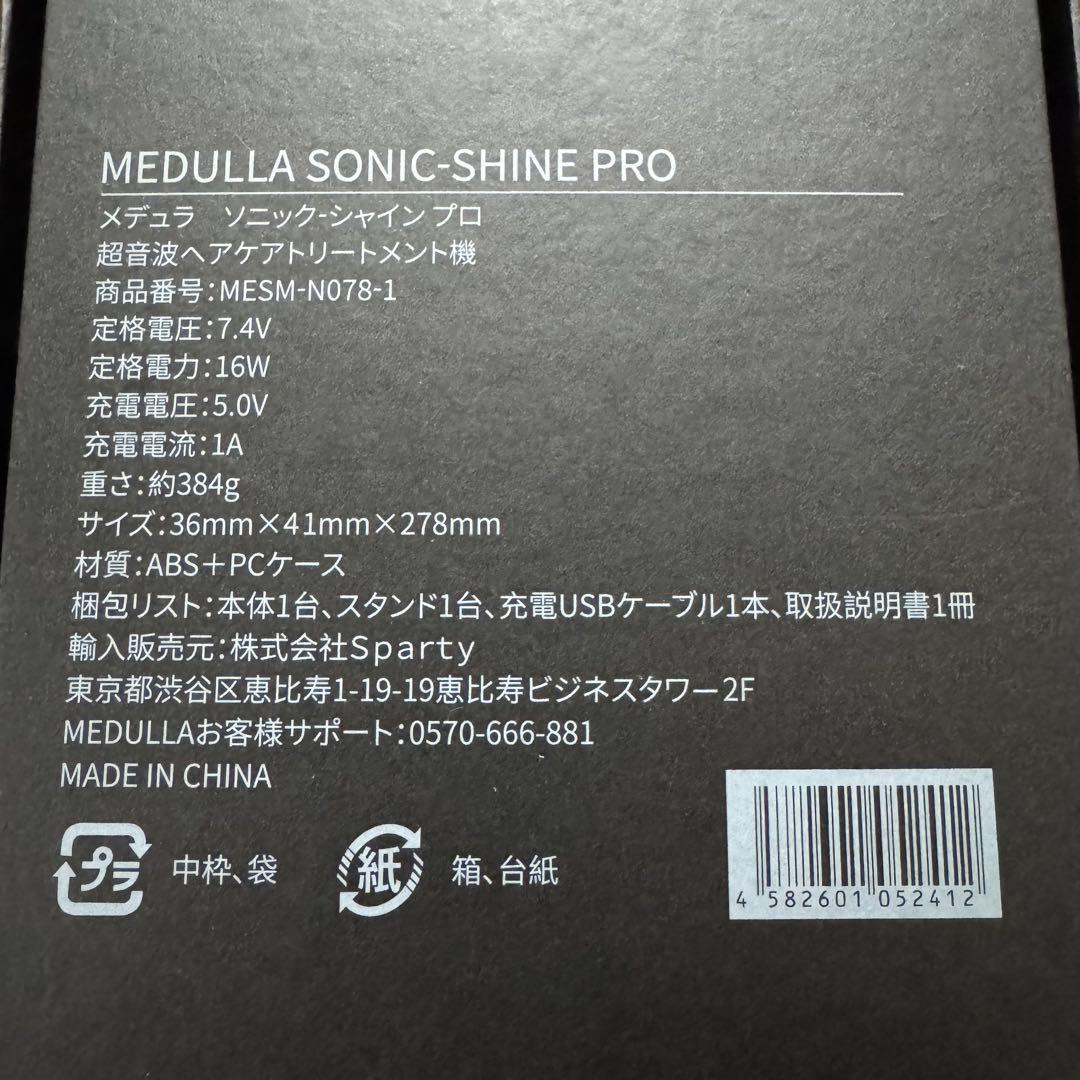 MEDULLA SONIC-SHINE PRO
メデュラ　ソニック-シャイン プロ
超音波ヘアケアトリートメント機
商品番号：MESM-N078-1
定格電圧：7.4V
定格電力：16W
充電電圧：5.0V
充電電流：1A
重さ：約384g
サイズ：36mm×41mm×278mm
材質：ABS＋PCケース
梱包リスト：本体1台、スタンド1台、充電USBケーブル1本、取扱説明書1冊
輸入販売元：株式会社Sparty
東京都渋谷区恵比寿1-19-19恵比寿ビジネスタワー2F
MEDULLAお客様サポート：0570-666-881
MADE IN CHINA
プラ 中枠、袋 紙 箱、台紙
4 582601 052412